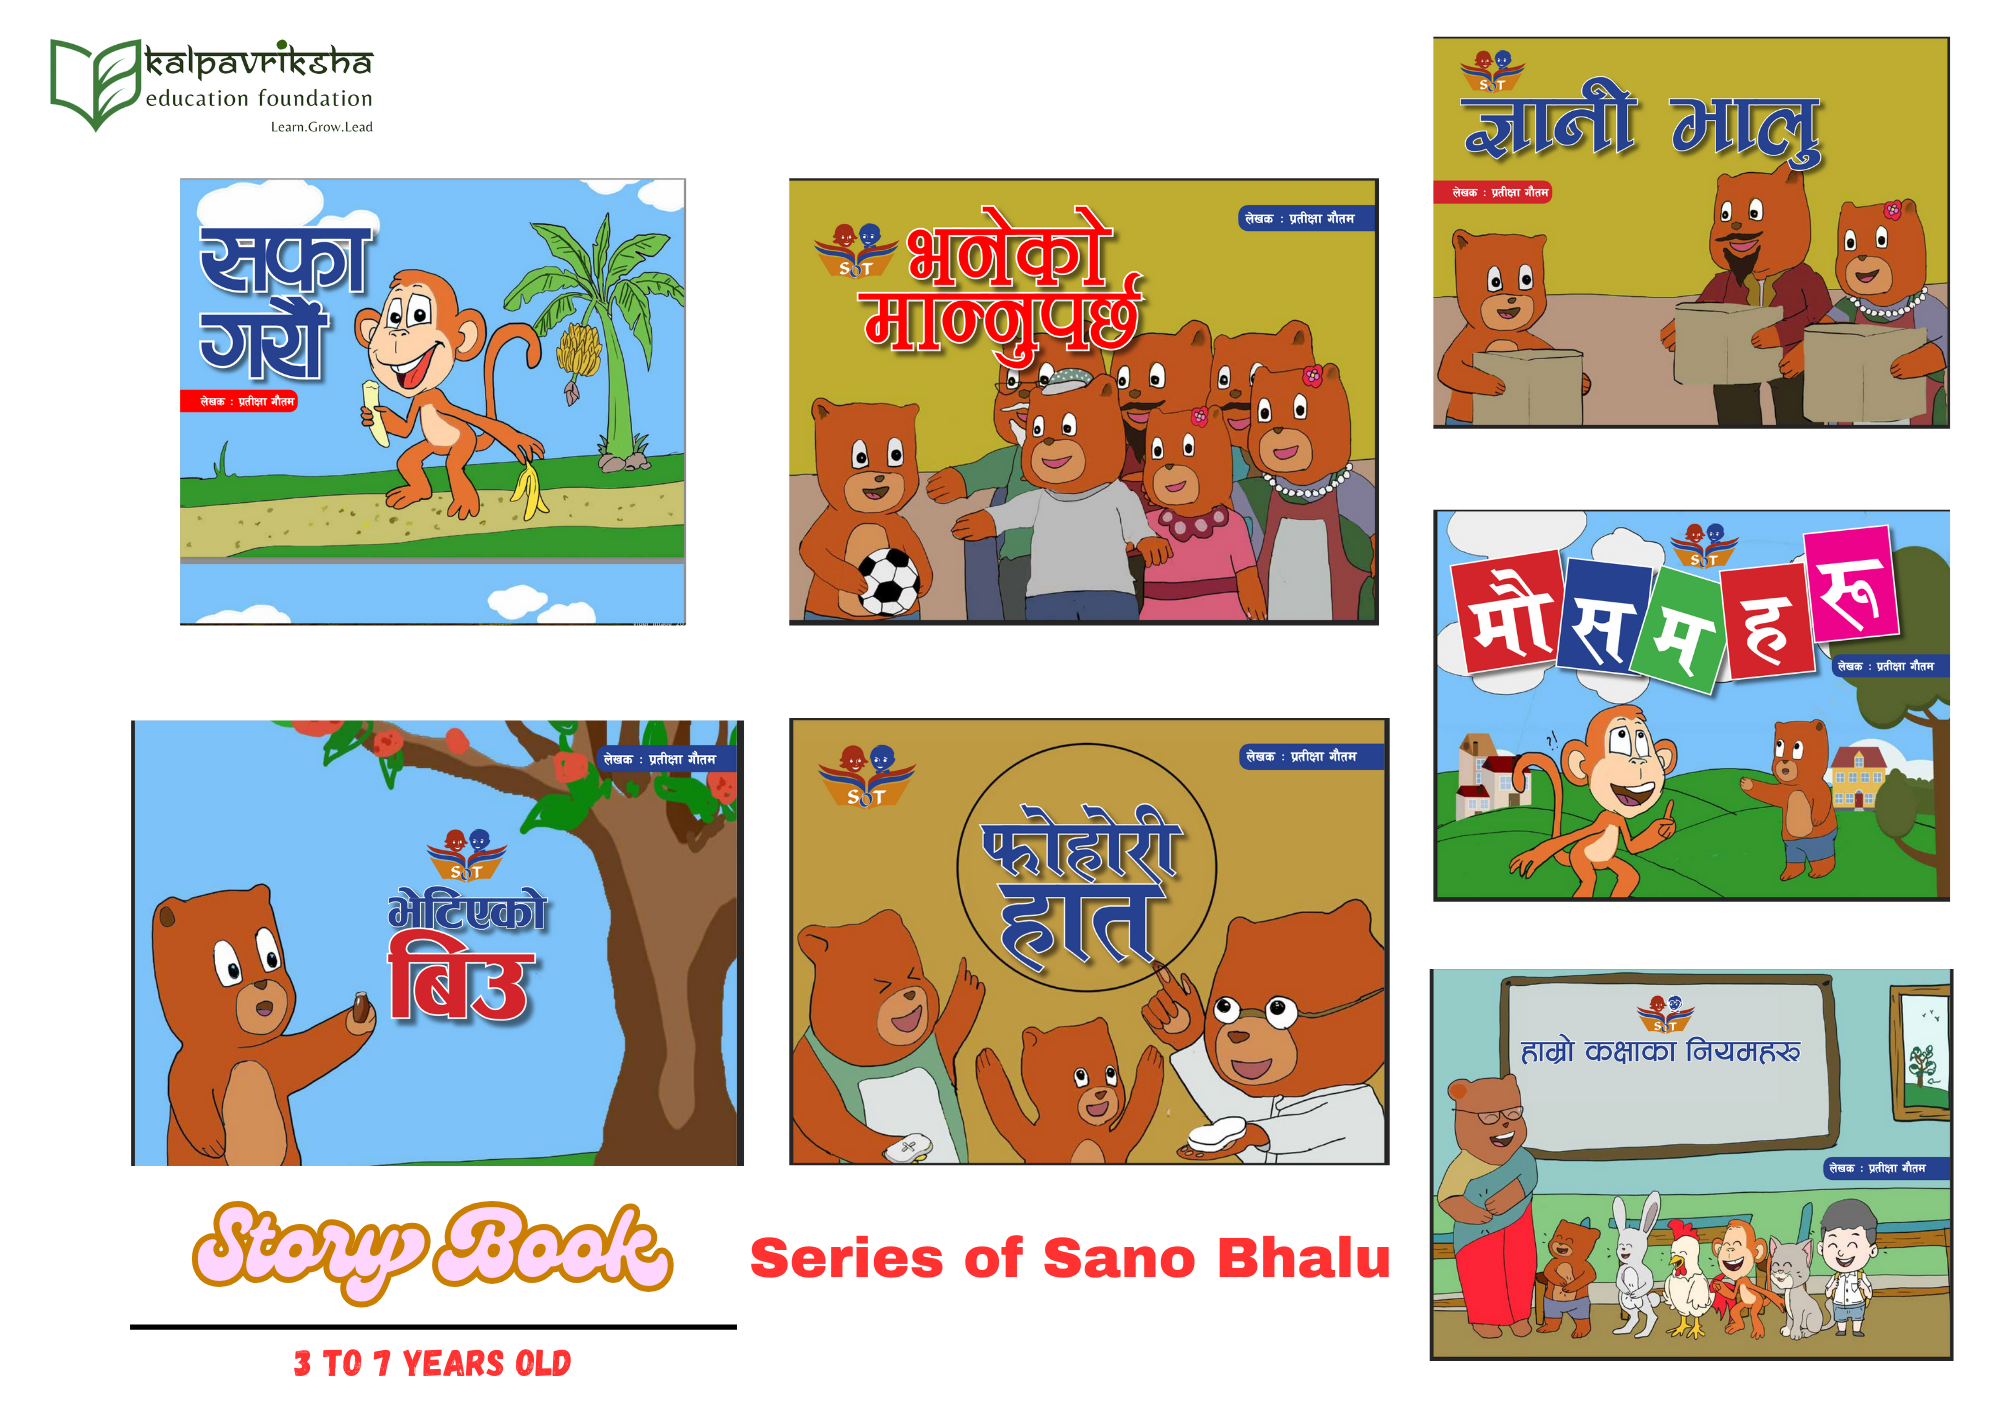 kalpavriksha
education foundation
Learn.Grow.Lead
सफा
गरौं
लेखक : प्रतीक्षा गौतम
SOT
भनेको
मान्नुपर्छ
लेखक : प्रतीक्षा गौतम
SOT
ज्ञानी भालु
लेखक : प्रतीक्षा गौतम
SOT
मौसमहरू
लेखक : प्रतीक्षा गौतम
लेखक : प्रतीक्षा गौतम
SOT
भेटिएको
बिउ
SOT
लेखक : प्रतीक्षा गौतम
फोहोरी
हात
SOT
हाम्रो कक्षाका नियमहरु
लेखक : प्रतीक्षा गौतम
Story Book
Series of Sano Bhalu
3 TO 7 YEARS OLD